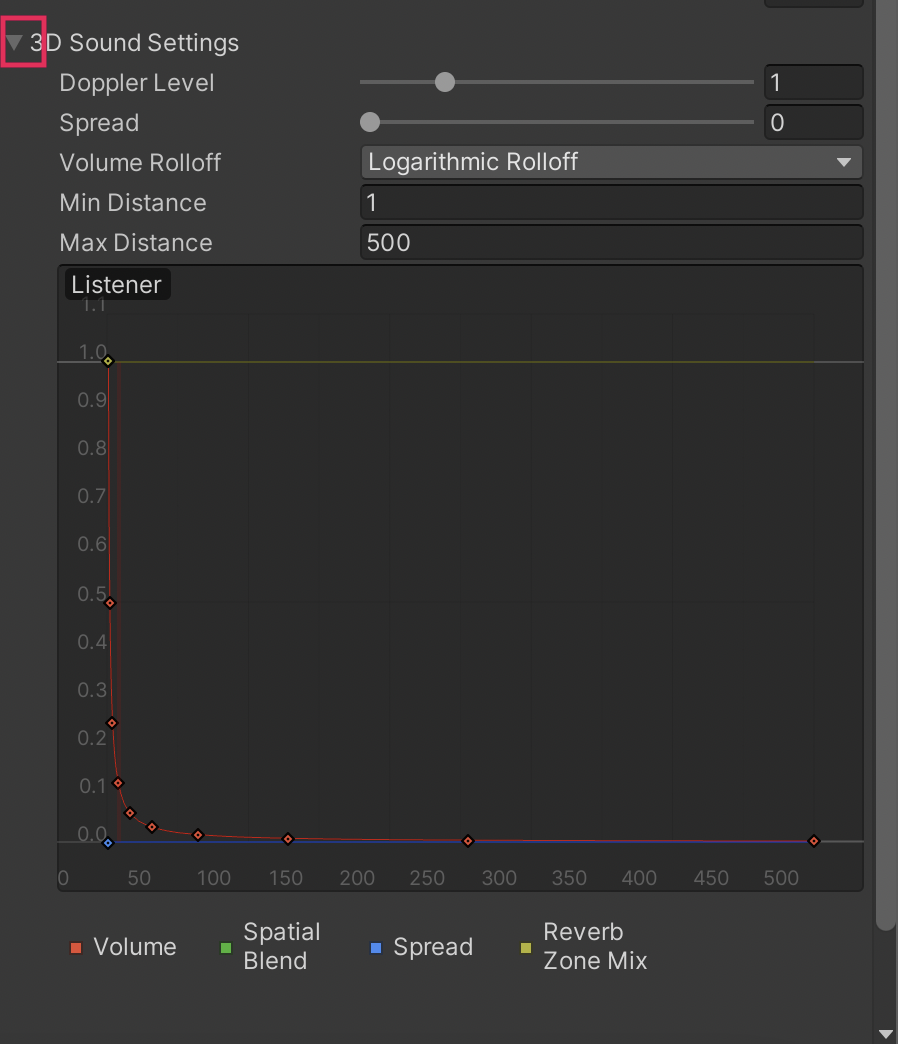 3D Sound Settings
Doppler Level 1
Spread 0
Volume Rolloff Logarithmic Rolloff
Min Distance 1
Max Distance 500
Listener
1.1
1.0
0.9
0.8
0.7
0.6
0.5
0.4
0.3
0.2
0.1
0.0
0 50 100 150 200 250 300 350 400 450 500
Volume
Spatial
Blend
Spread
Reverb
Zone Mix